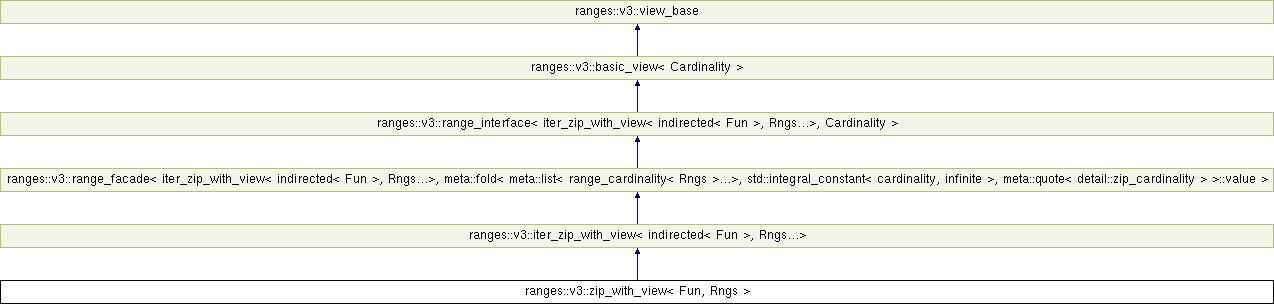 ranges::v3::view_base
ranges::v3::basic_view< Cardinality >
ranges::v3::range_interface< iter_zip_with_view< indirected< Fun >, Rngs...>, Cardinality >
ranges::v3::range_facade< iter_zip_with_view< indirected< Fun >, Rngs...>, meta::fold< meta::list< range_cardinality< Rngs >...>, std::integral_constant< cardinality, infinite >, meta::quote< detail::zip_cardinality > >::value >
ranges::v3::iter_zip_with_view< indirected< Fun >, Rngs...>
ranges::v3::zip_with_view< Fun, Rngs >